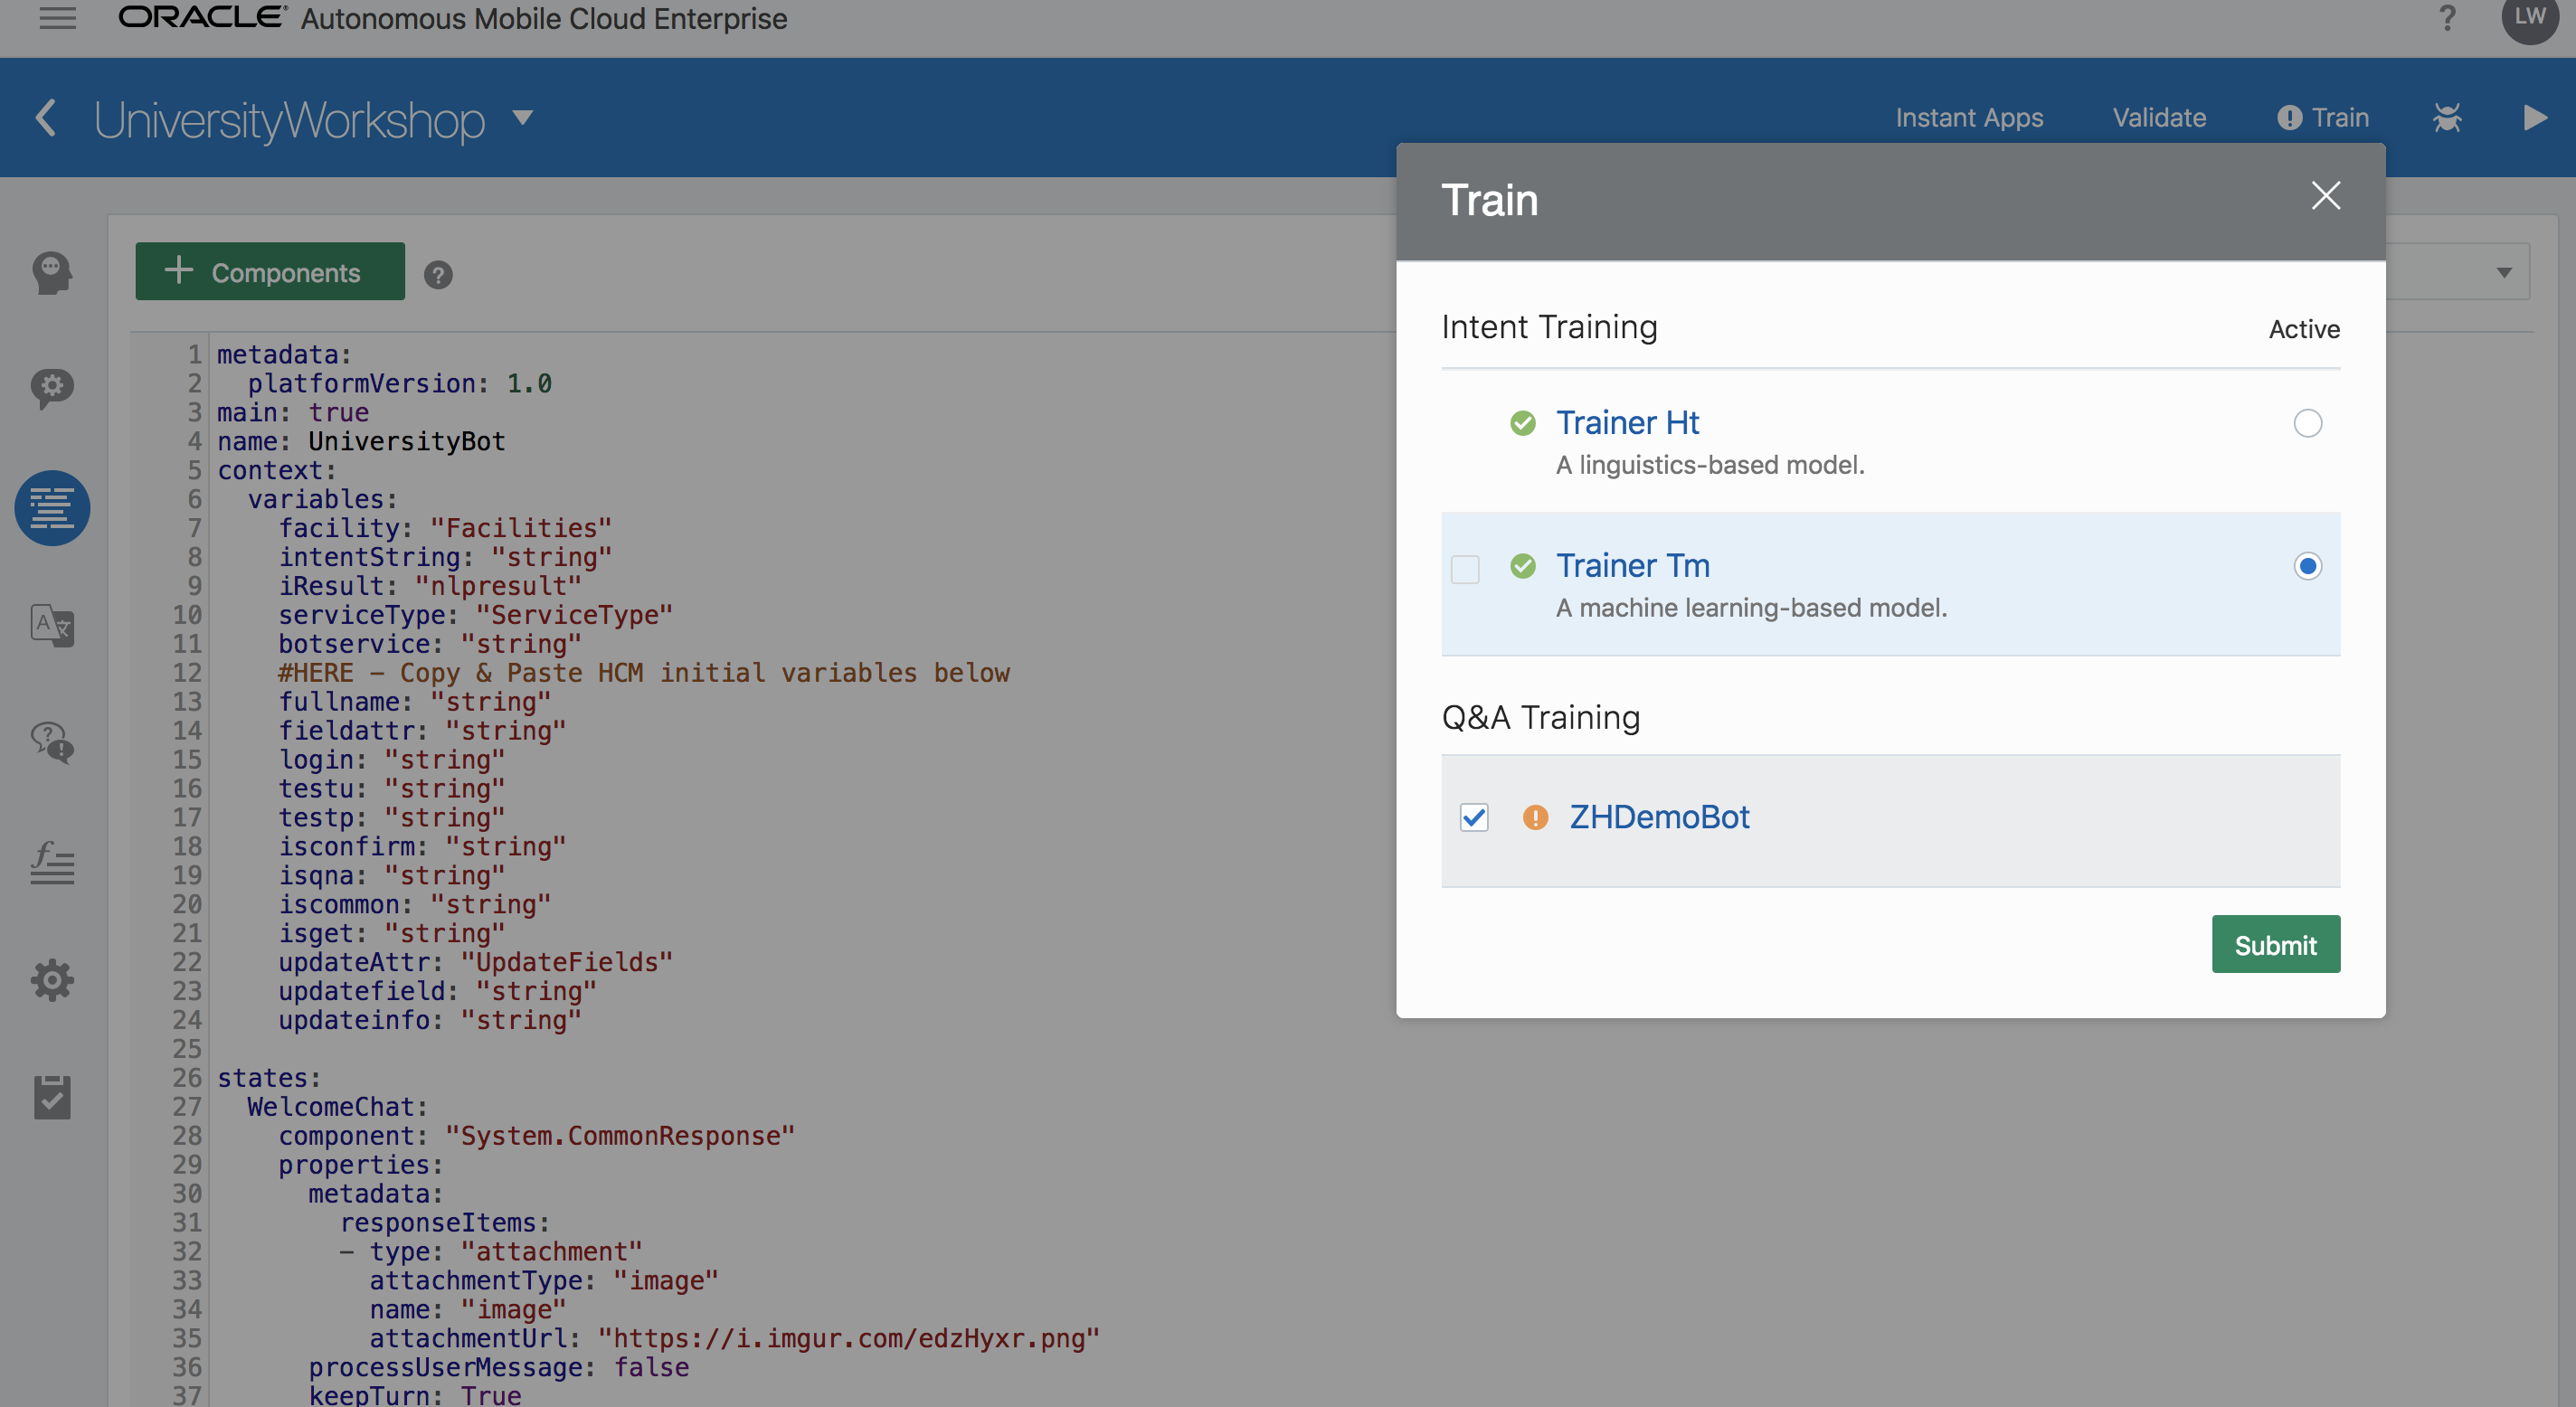 ORACLE® Autonomous Mobile Cloud Enterprise
?
LW
UniversityWorkshop
Instant Apps
Validate
Train
Components
?
1 metadata:
2 platformVersion: 1.0
3 main: true
4 name: UniversityBot
5 context:
6 variables:
7 facility: "Facilities"
8 intentString: "string"
9 iResult: "nlpresult"
10 serviceType: "ServiceType"
11 botservice: "string"
12 #HERE – Copy & Paste HCM initial variables below
13 fullname: "string"
14 fieldattr: "string"
15 login: "string"
16 testu: "string"
17 testp: "string"
18 isconfirm: "string"
19 isqna: "string"
20 iscommon: "string"
21 isget: "string"
22 updateAttr: "UpdateFields"
23 updatefield: "string"
24 updateinfo: "string"
25
26 states:
27 WelcomeChat:
28 component: "System.CommonResponse"
29 properties:
30 metadata:
31 responseItems:
32 – type: "attachment"
33 attachmentType: "image"
34 name: "image"
35 attachmentUrl: "https://i.imgur.com/edzHyxr.png"
36 processUserMessage: false
37 keepTurn: True
Train
Intent Training
Active
Trainer Ht
A linguistics-based model.
Trainer Tm
A machine learning-based model.
Q&A Training
ZHDemoBot
Submit